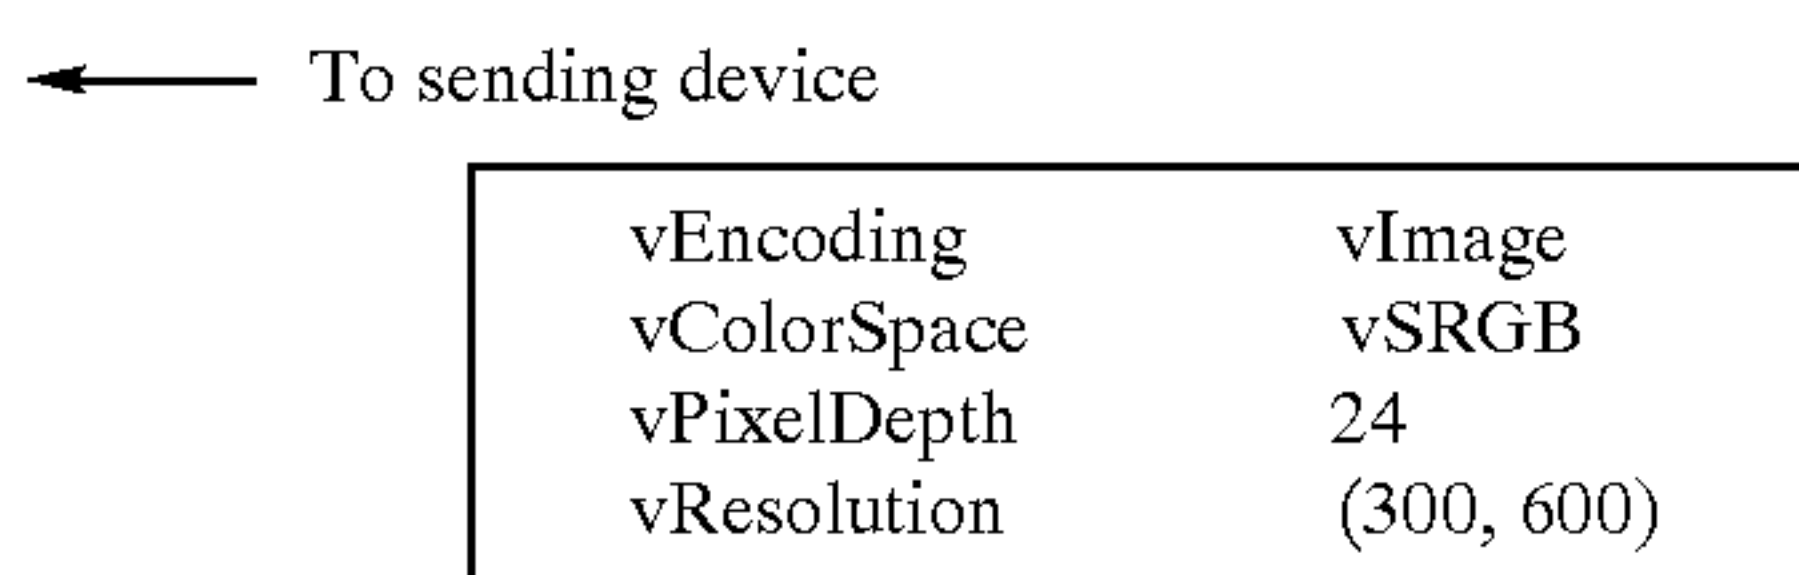 To sending device
vEncoding vImage
vColorSpace vSRGB
vPixelDepth 24
vResolution (300, 600)